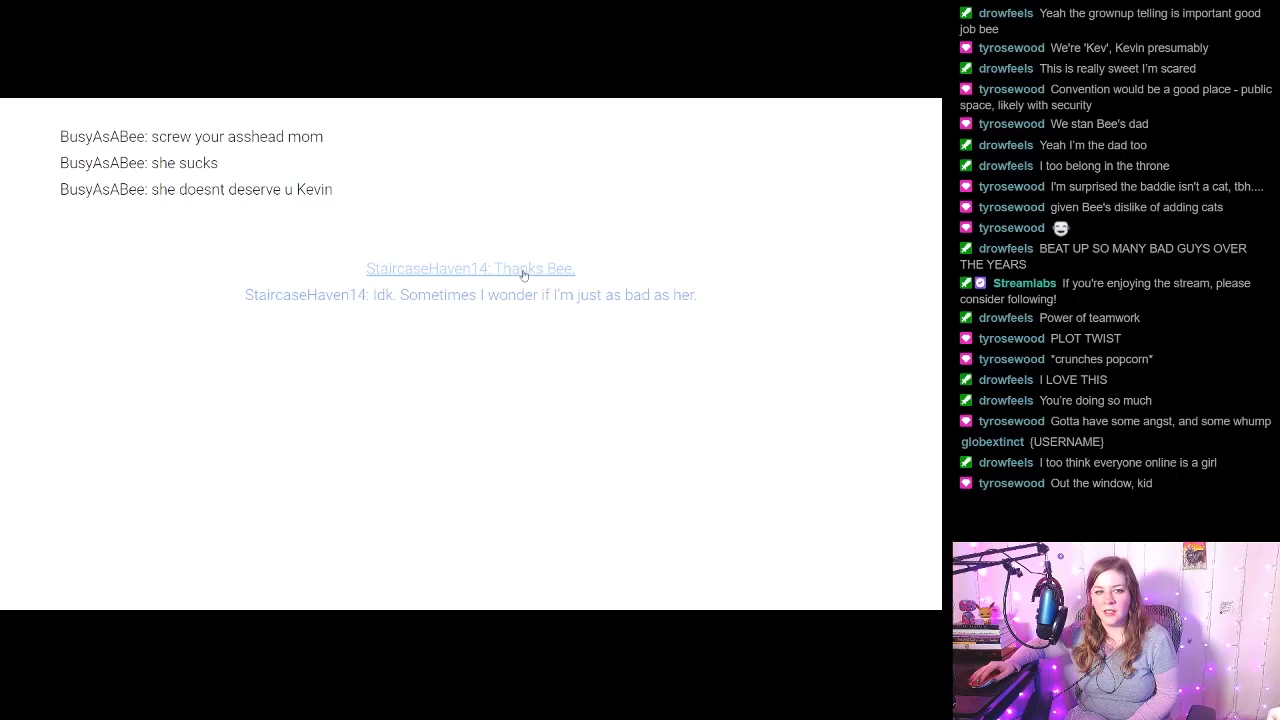 BusyAsABee: screw your asshead mom
BusyAsABee: she sucks
BusyAsABee: she doesnt deserve u Kevin
StaircaseHaven14: Thanks Bee.
StaircaseHaven14: Idk. Sometimes I wonder if I'm just as bad as her.
drowfeels Yeah the grownup telling is important good
job bee
tyrosewood We're 'Kev', Kevin presumably
drowfeels This is really sweet I'm scared
tyrosewood Convention would be a good place - public
space, likely with security
tyrosewood We stan Bee's dad
drowfeels Yeah I'm the dad too
drowfeels I too belong in the throne
tyrosewood I'm surprised the baddie isn't a cat, tbh....
tyrosewood given Bee's dislike of adding cats
tyrosewood
drowfeels BEAT UP SO MANY BAD GUYS OVER
THE YEARS
Streamlabs If you're enjoying the stream, please
consider following!
drowfeels Power of teamwork
tyrosewood PLOT TWIST
tyrosewood *crunches popcorn*
drowfeels I LOVE THIS
drowfeels You're doing so much
tyrosewood Gotta have some angst, and some whump
globextinct {USERNAME}
drowfeels I too think everyone online is a girl
tyrosewood Out the window, kid